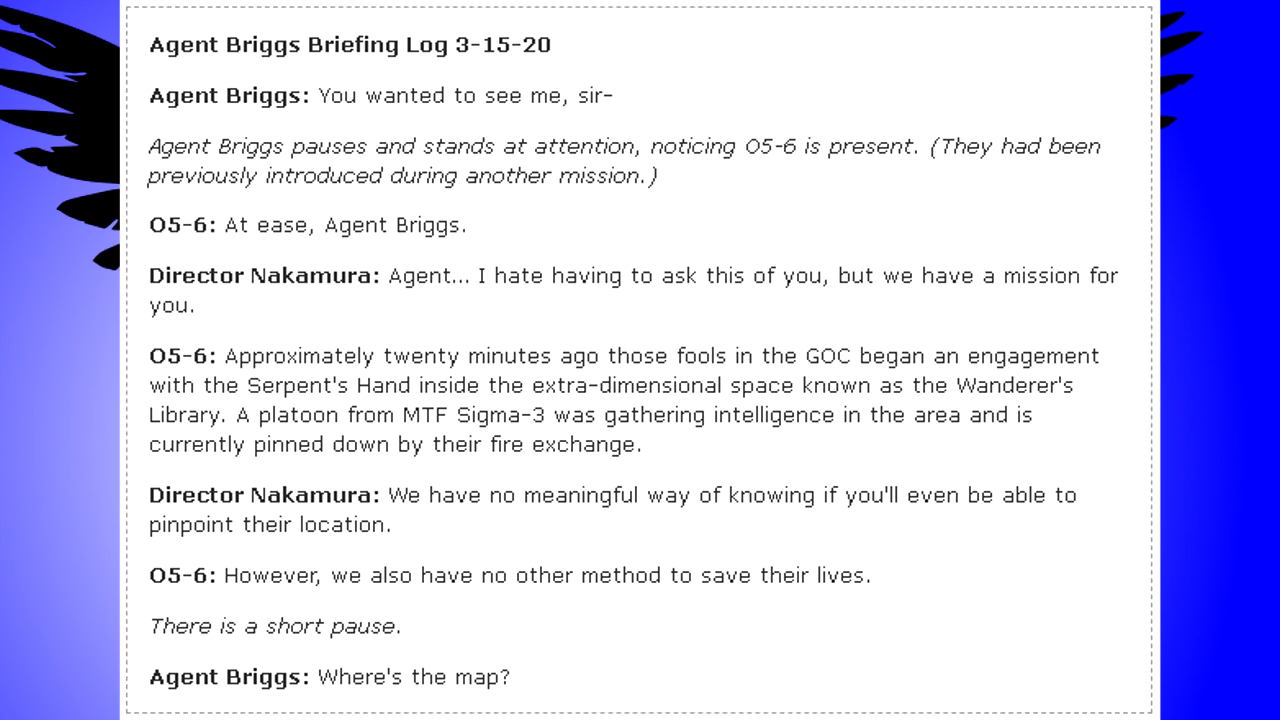 Agent Briggs Briefing Log 3-15-20
Agent Briggs: You wanted to see me, sir-
Agent Briggs pauses and stands at attention, noticing O5-6 is present. (They had been
previously introduced during another mission.)
O5-6: At ease, Agent Briggs.
Director Nakamura: Agent... I hate having to ask this of you, but we have a mission for
you.
O5-6: Approximately twenty minutes ago those fools in the GOC began an engagement
with the Serpent's Hand inside the extra-dimensional space known as the Wanderer's
Library. A platoon from MTF Sigma-3 was gathering intelligence in the area and is
currently pinned down by their fire exchange.
Director Nakamura: We have no meaningful way of knowing if you'll even be able to
pinpoint their location.
O5-6: However, we also have no other method to save their lives.
There is a short pause.
Agent Briggs: Where's the map?